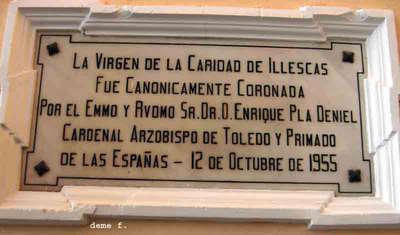 La Virgen de la Caridad de Illescas
Fue Canonicamente Coronada
Por el Emmo y Rvdmo Sr.Dr.D.Enrique Pla Deniel
Cardenal Arzobispo de Toledo y Primado
de las Españas - 12 de Octubre de 1955
deme f.